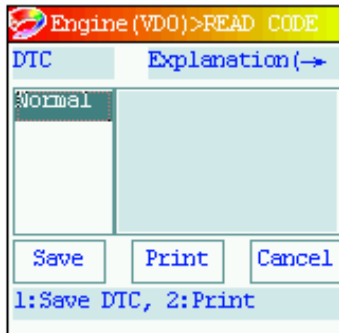 Engine(VDO)>READ CODE
DTC Explanation(→
Normal
Save Print Cancel
1:Save DTC, 2:Print